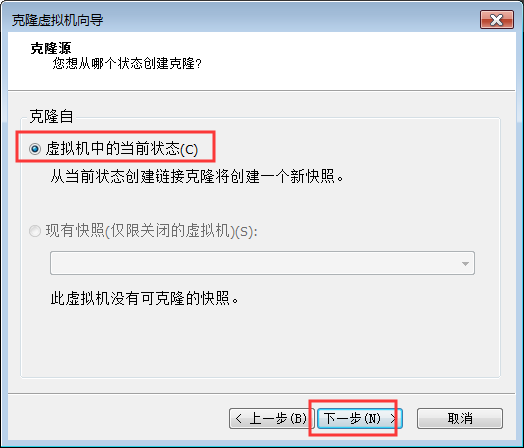 克隆虚拟机向导
克隆源
您想从哪个状态创建克隆?
克隆自
虚拟机中的当前状态(C)
从当前状态创建链接克隆将创建一个新快照。
现有快照(仅限关闭的虚拟机)(S):
此虚拟机没有可克隆的快照。
< 上一步(B) 下一步(N) > 取消